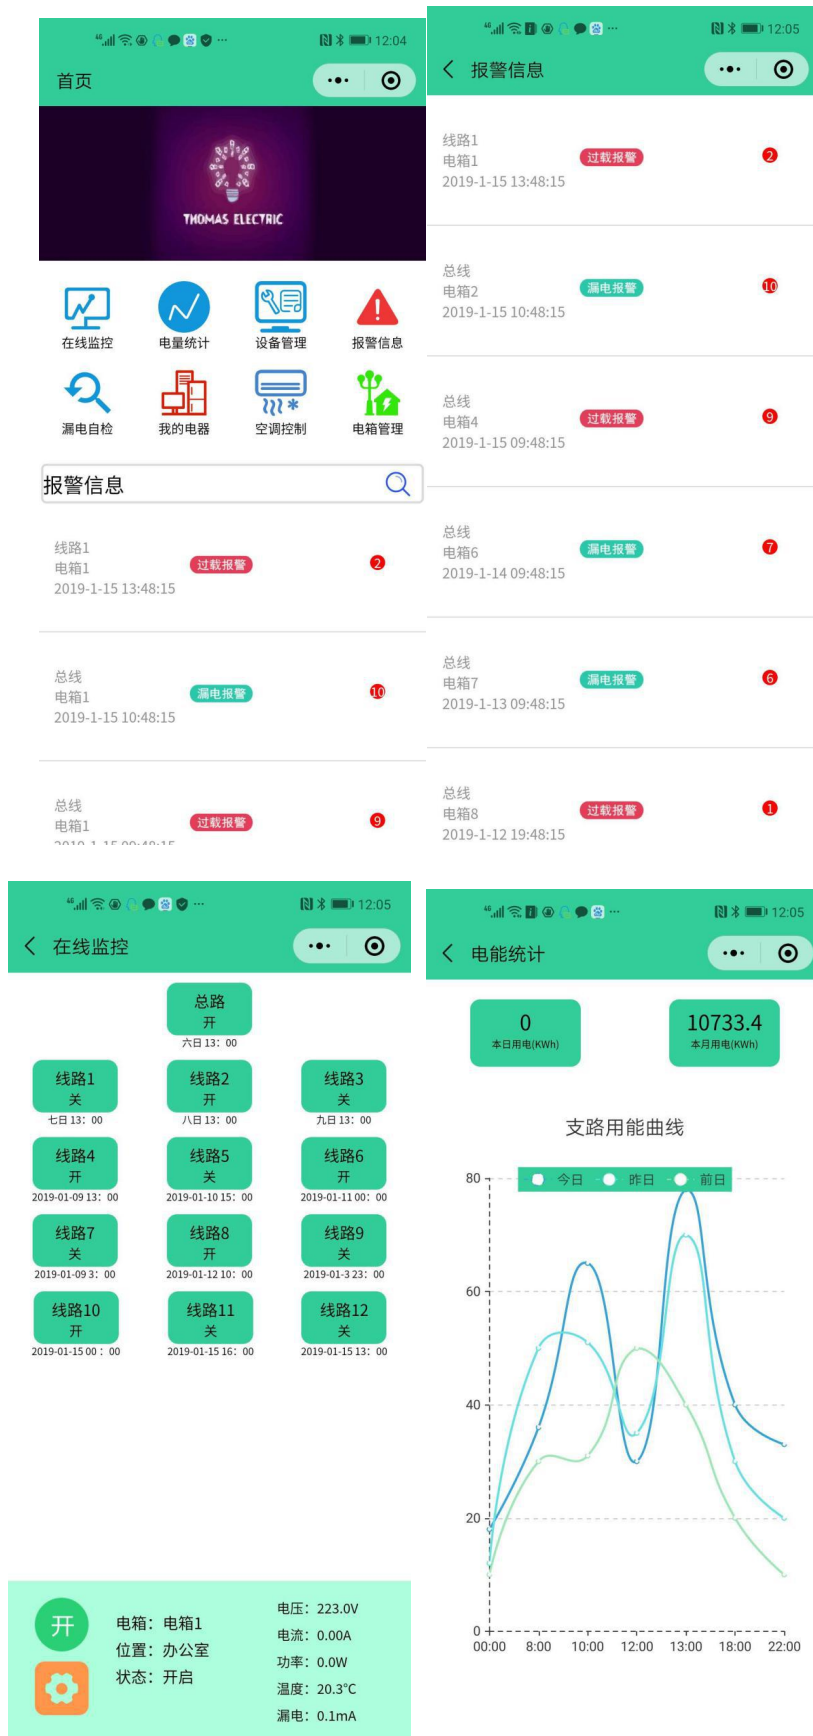 46 12:04
首页
THOMAS ELECTRIC
在线监控 电量统计 设备管理 报警信息
漏电自检 我的电器 空调控制 电箱管理
报警信息
线路1
电箱1 过载报警 2
2019-1-15 13:48:15
总线
电箱1 漏电报警 10
2019-1-15 10:48:15
总线
电箱1 过载报警 9
2019-1-15 09:48:15
46 12:05
报警信息
线路1
电箱1 过载报警 2
2019-1-15 13:48:15
总线
电箱2 漏电报警 10
2019-1-15 10:48:15
总线
电箱4 过载报警 9
2019-1-15 09:48:15
总线
电箱6 漏电报警 7
2019-1-14 09:48:15
总线
电箱7 漏电报警 6
2019-1-13 09:48:15
总线
电箱8 过载报警 1
2019-1-12 19:48:15
46 12:05
在线监控
总路
开
六日 13：00
线路1 线路2 线路3
关 开 关
七日 13：00 八日 13：00 九日 13：00
线路4 线路5 线路6
开 关 开
2019-01-09 13：00 2019-01-10 15：00 2019-01-11 00：00
线路7 线路8 线路9
关 开 关
2019-01-09 3：00 2019-01-12 10：00 2019-01-3 23：00
线路10 线路11 线路12
开 关 关
2019-01-15 00：00 2019-01-15 16：00 2019-01-15 13：00
开
电箱：电箱1
位置：办公室
状态：开启
电压：223.0V
电流：0.00A
功率：0.0W
温度：20.3℃
漏电：0.1mA
46 12:05
电能统计
0 10733.4
本日用电(KWh) 本月用电(KWh)
支路用能曲线
今日 昨日 前日
80
60
40
20
0
00:00 8:00 10:00 12:00 13:00 18:00 22:00